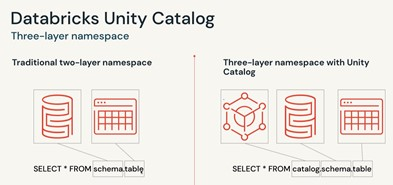 Databricks Unity Catalog
Three-layer namespace
Traditional two-layer namespace
Three-layer namespace with Unity
Catalog
SELECT * FROM schema.table
SELECT * FROM catalog.schema.table